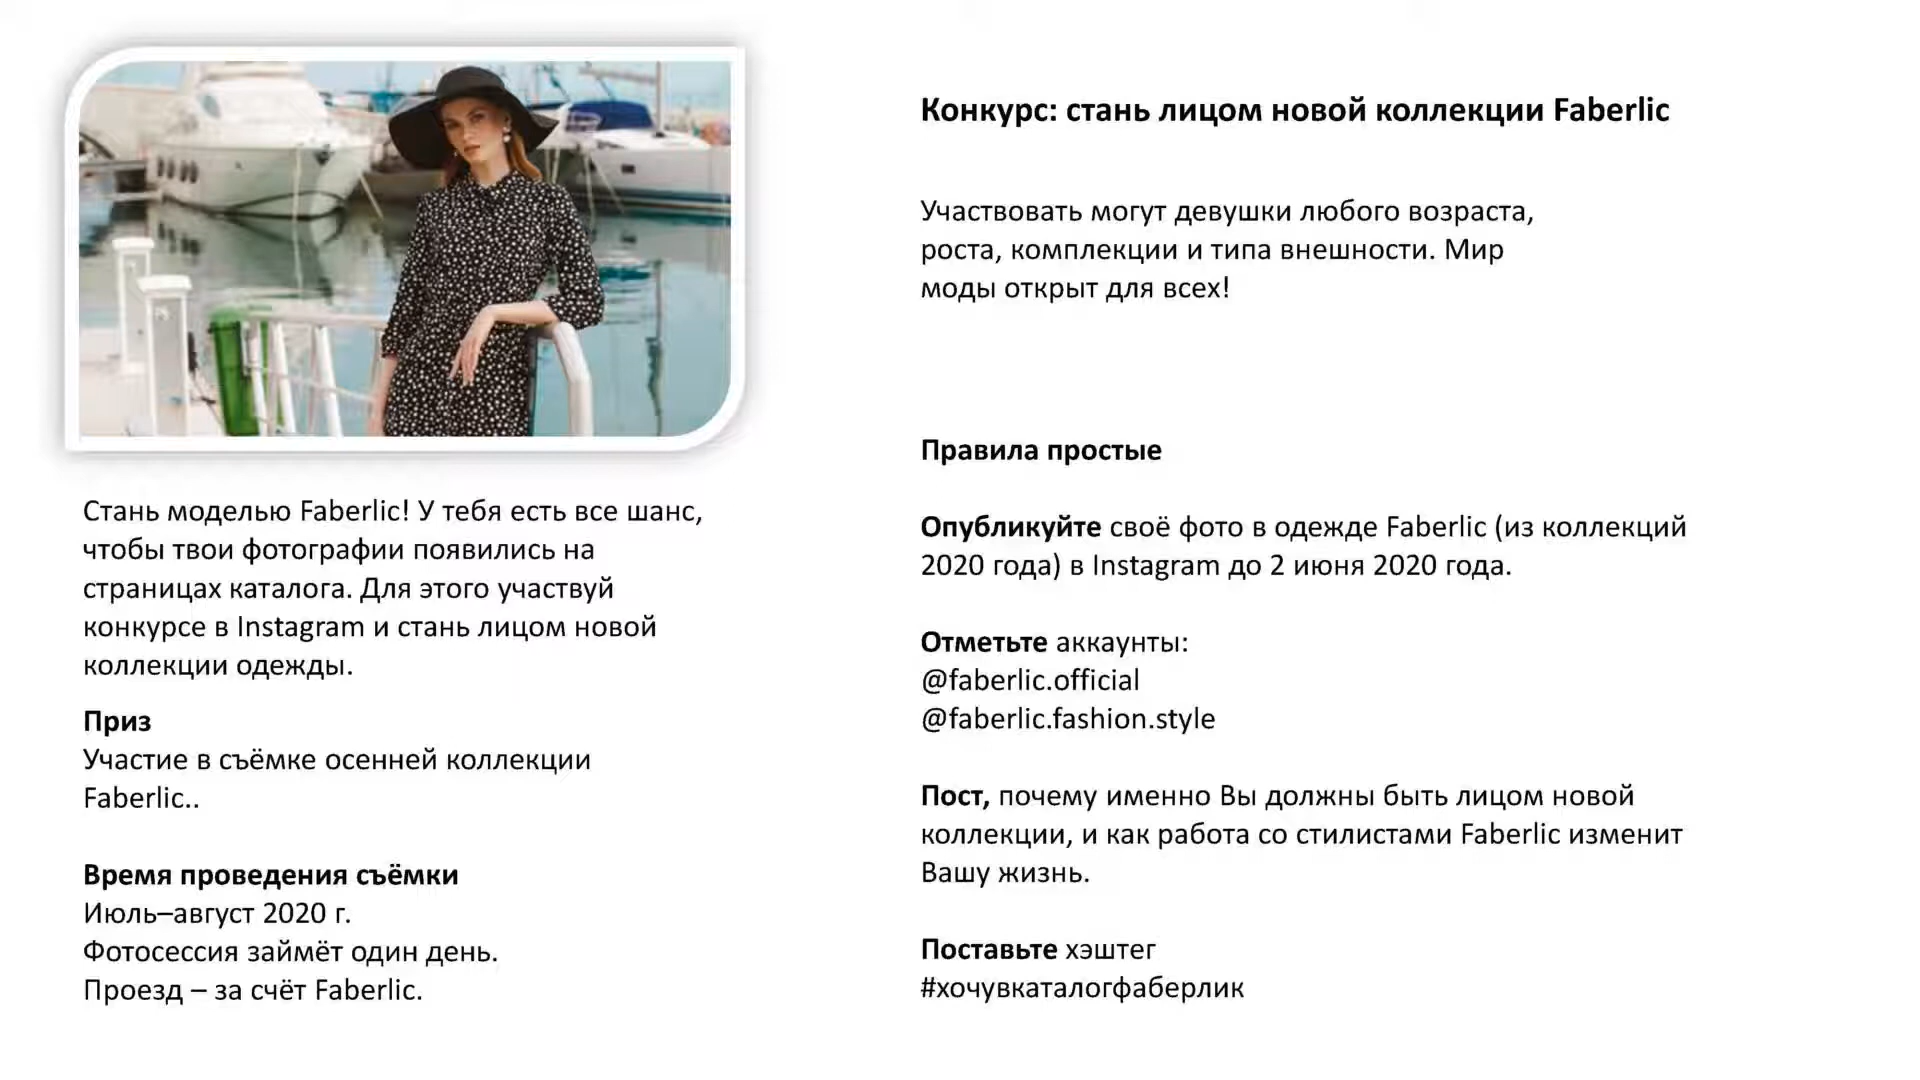 Стань моделью Faberlic! У тебя есть все шанс,
чтобы твои фотографии появились на
страницах каталога. Для этого участвуй
конкурсе в Instagram и стань лицом новой
коллекции одежды.
Приз
Участие в съёмке осенней коллекции
Faberlic..
Время проведения съёмки
Июль–август 2020 г.
Фотосессия займёт один день.
Проезд – за счёт Faberlic.
Конкурс: стань лицом новой коллекции Faberlic
Участвовать могут девушки любого возраста,
роста, комплекции и типа внешности. Мир
моды открыт для всех!
Правила простые
Опубликуйте своё фото в одежде Faberlic (из коллекций
2020 года) в Instagram до 2 июня 2020 года.
Отметьте аккаунты:
@faberlic.official
@faberlic.fashion.style
Пост, почему именно Вы должны быть лицом новой
коллекции, и как работа со стилистами Faberlic изменит
Вашу жизнь.
Поставьте хэштег
#хочувкаталогфаберлик